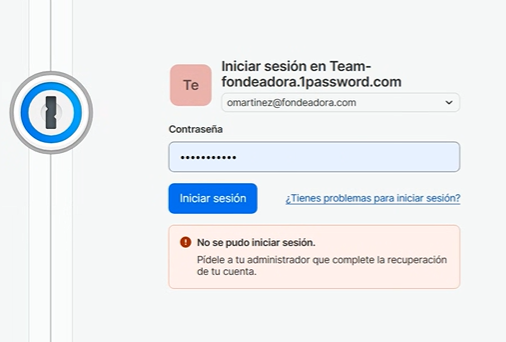 Te
Iniciar sesión en Team-
fondeadora.1password.com
omartinez@fondeadora.com
Contraseña
•••••••••••
Iniciar sesión
¿Tienes problemas para iniciar sesión?
No se pudo iniciar sesión.
Pídele a tu administrador que complete la recuperación
de tu cuenta.